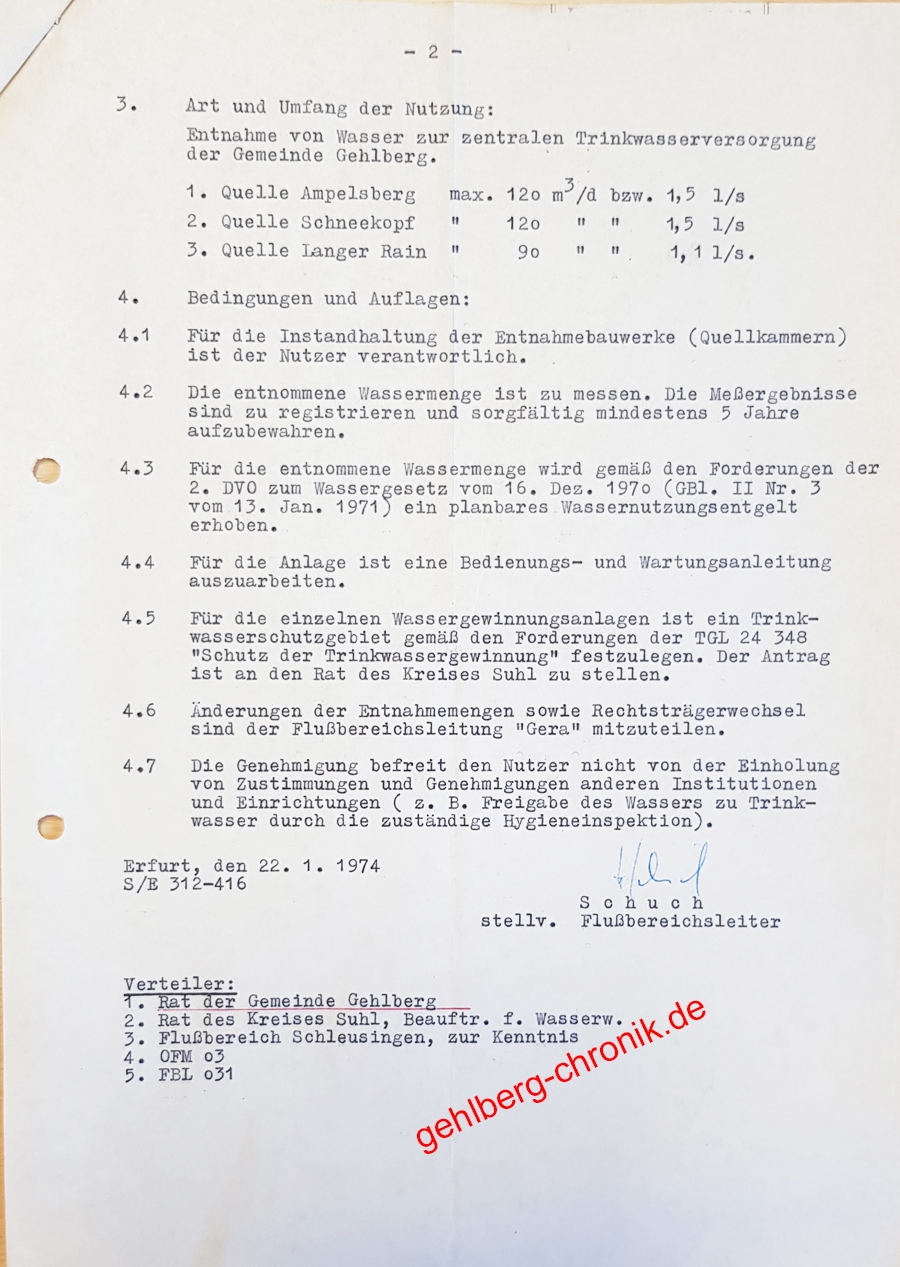 - 2 -
3. Art und Umfang der Nutzung:
Entnahme von Wasser zur zentralen Trinkwasserversorgung
der Gemeinde Gehlberg.
1. Quelle Ampelsberg max. 12o m³/d bzw. 1,5 l/s
2. Quelle Schneekopf " 12o " " 1,5 l/s
3. Quelle Langer Rain " 9o " " 1,1 l/s.
4. Bedingungen und Auflagen:
4.1 Für die Instandhaltung der Entnahmebauwerke (Quellkammern)
ist der Nutzer verantwortlich.
4.2 Die entnommene Wassermenge ist zu messen. Die Meßergebnisse
sind zu registrieren und sorgfältig mindestens 5 Jahre
aufzubewahren.
4.3 Für die entnommene Wassermenge wird gemäß den Forderungen der
2. DVO zum Wassergesetz vom 16. Dez. 197o (GBl. II Nr. 3
vom 13. Jan. 1971) ein planbares Wassernutzungsentgelt
erhoben.
4.4 Für die Anlage ist eine Bedienungs- und Wartungsanleitung
auszuarbeiten.
4.5 Für die einzelnen Wassergewinnungsanlagen ist ein Trink-
wasserschutzgebiet gemäß den Forderungen der TGL 24 348
"Schutz der Trinkwassergewinnung" festzulegen. Der Antrag
ist an den Rat des Kreises Suhl zu stellen.
4.6 Änderungen der Entnahmemengen sowie Rechtsträgerwechsel
sind der Flußbereichsleitung "Gera" mitzuteilen.
4.7 Die Genehmigung befreit den Nutzer nicht von der Einholung
von Zustimmungen und Genehmigungen anderen Institutionen
und Einrichtungen ( z. B. Freigabe des Wassers zu Trink-
wasser durch die zuständige Hygieneinspektion).
Erfurt, den 22. 1. 1974
S/E 312-416
S c h u c h
stellv. Flußbereichsleiter
Verteiler:
1. Rat der Gemeinde Gehlberg
2. Rat des Kreises Suhl, Beauftr. f. Wasserw.
3. Flußbereich Schleusingen, zur Kenntnis
4. OFM o3
5. FBL o31
gehlberg-chronik.de